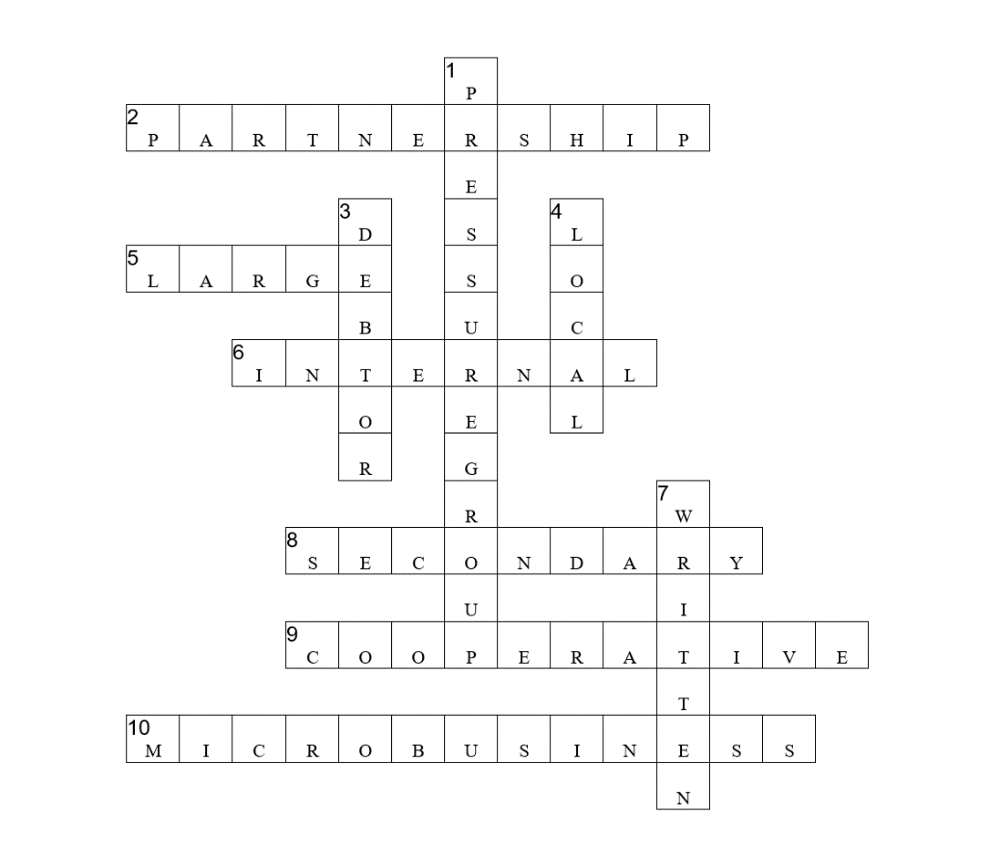 1
P
2 P A R T N E R S H I P
E
3 D S 4 L
5 L A R G E S O
B U C
6 I N T E R N A L
O E L
R G
R 7 W
8 S E C O N D A R Y
U I
9 C O O P E R A T I V E
T
10 M I C R O B U S I N E S S
N